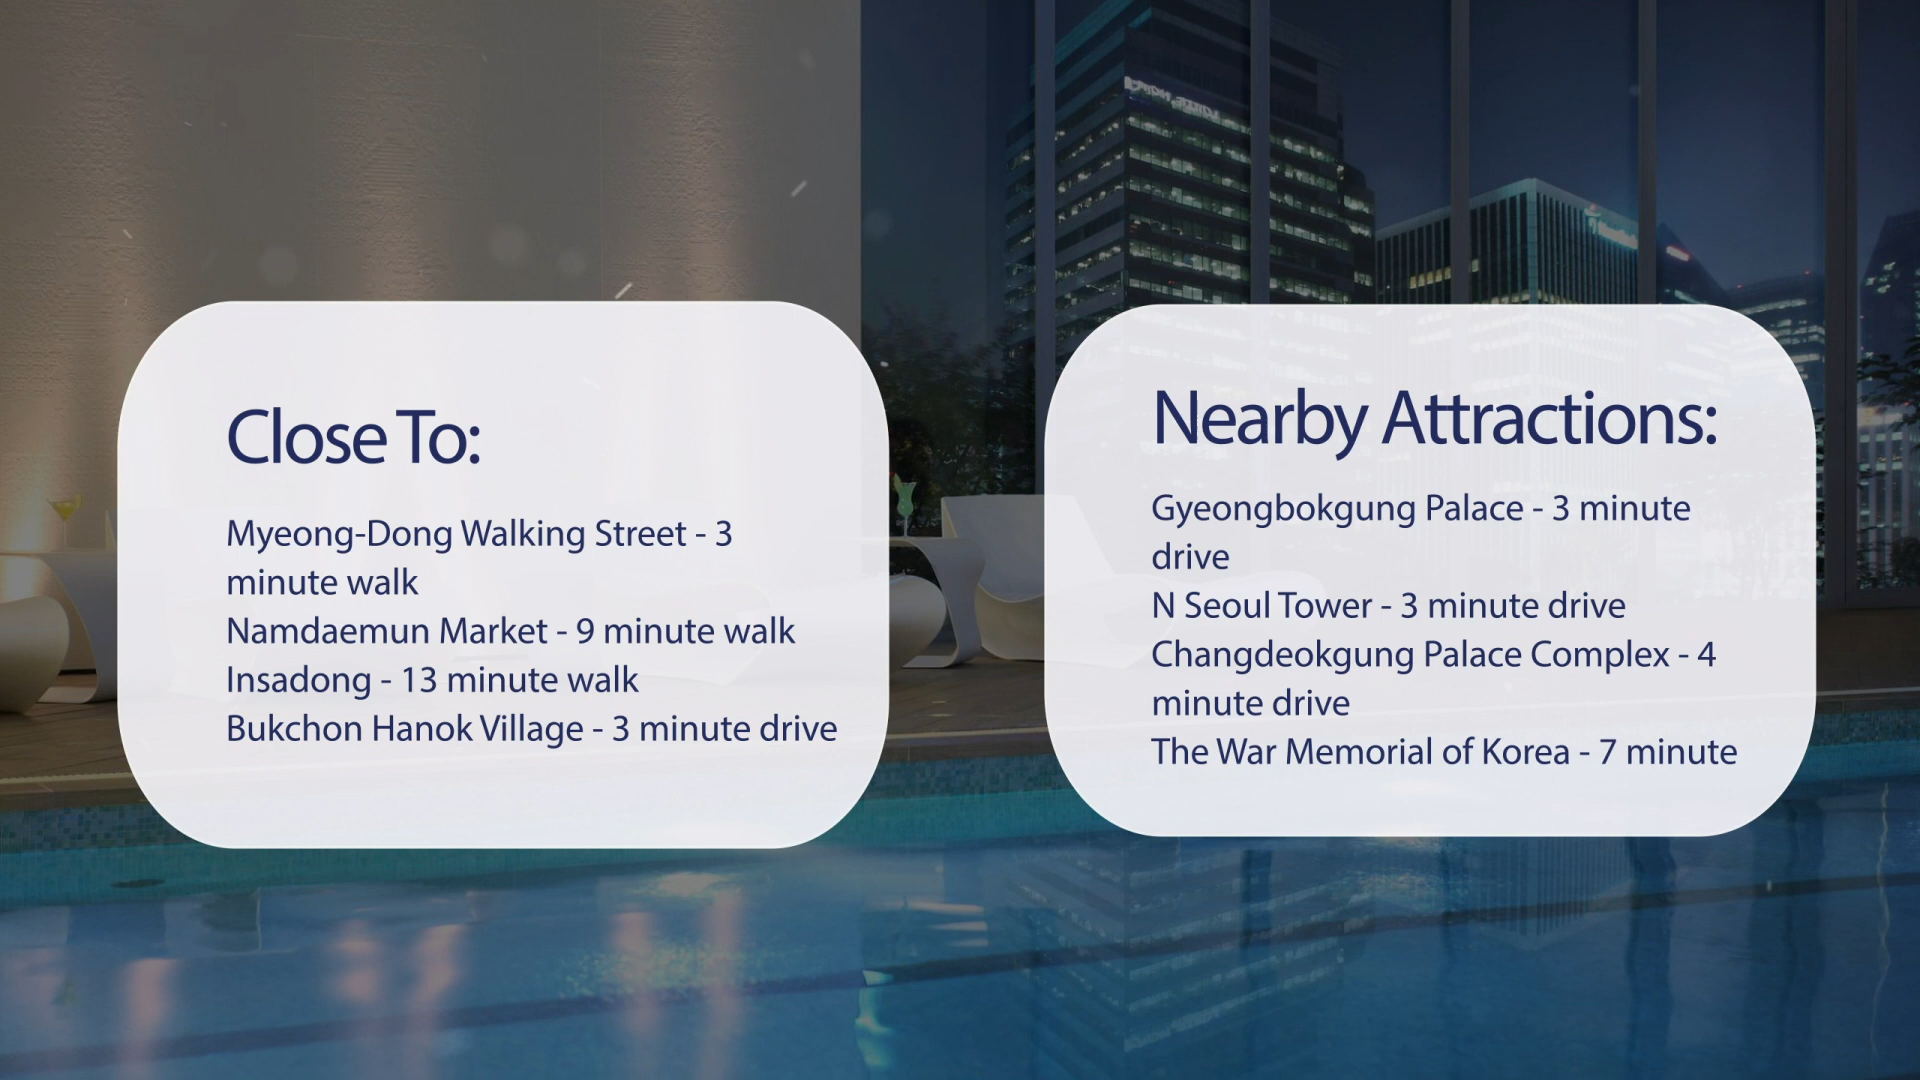 Close To:
Myeong-Dong Walking Street - 3
minute walk
Namdaemun Market - 9 minute walk
Insadong - 13 minute walk
Bukchon Hanok Village - 3 minute drive
Nearby Attractions:
Gyeongbokgung Palace - 3 minute
drive
N Seoul Tower - 3 minute drive
Changdeokgung Palace Complex - 4
minute drive
The War Memorial of Korea - 7 minute